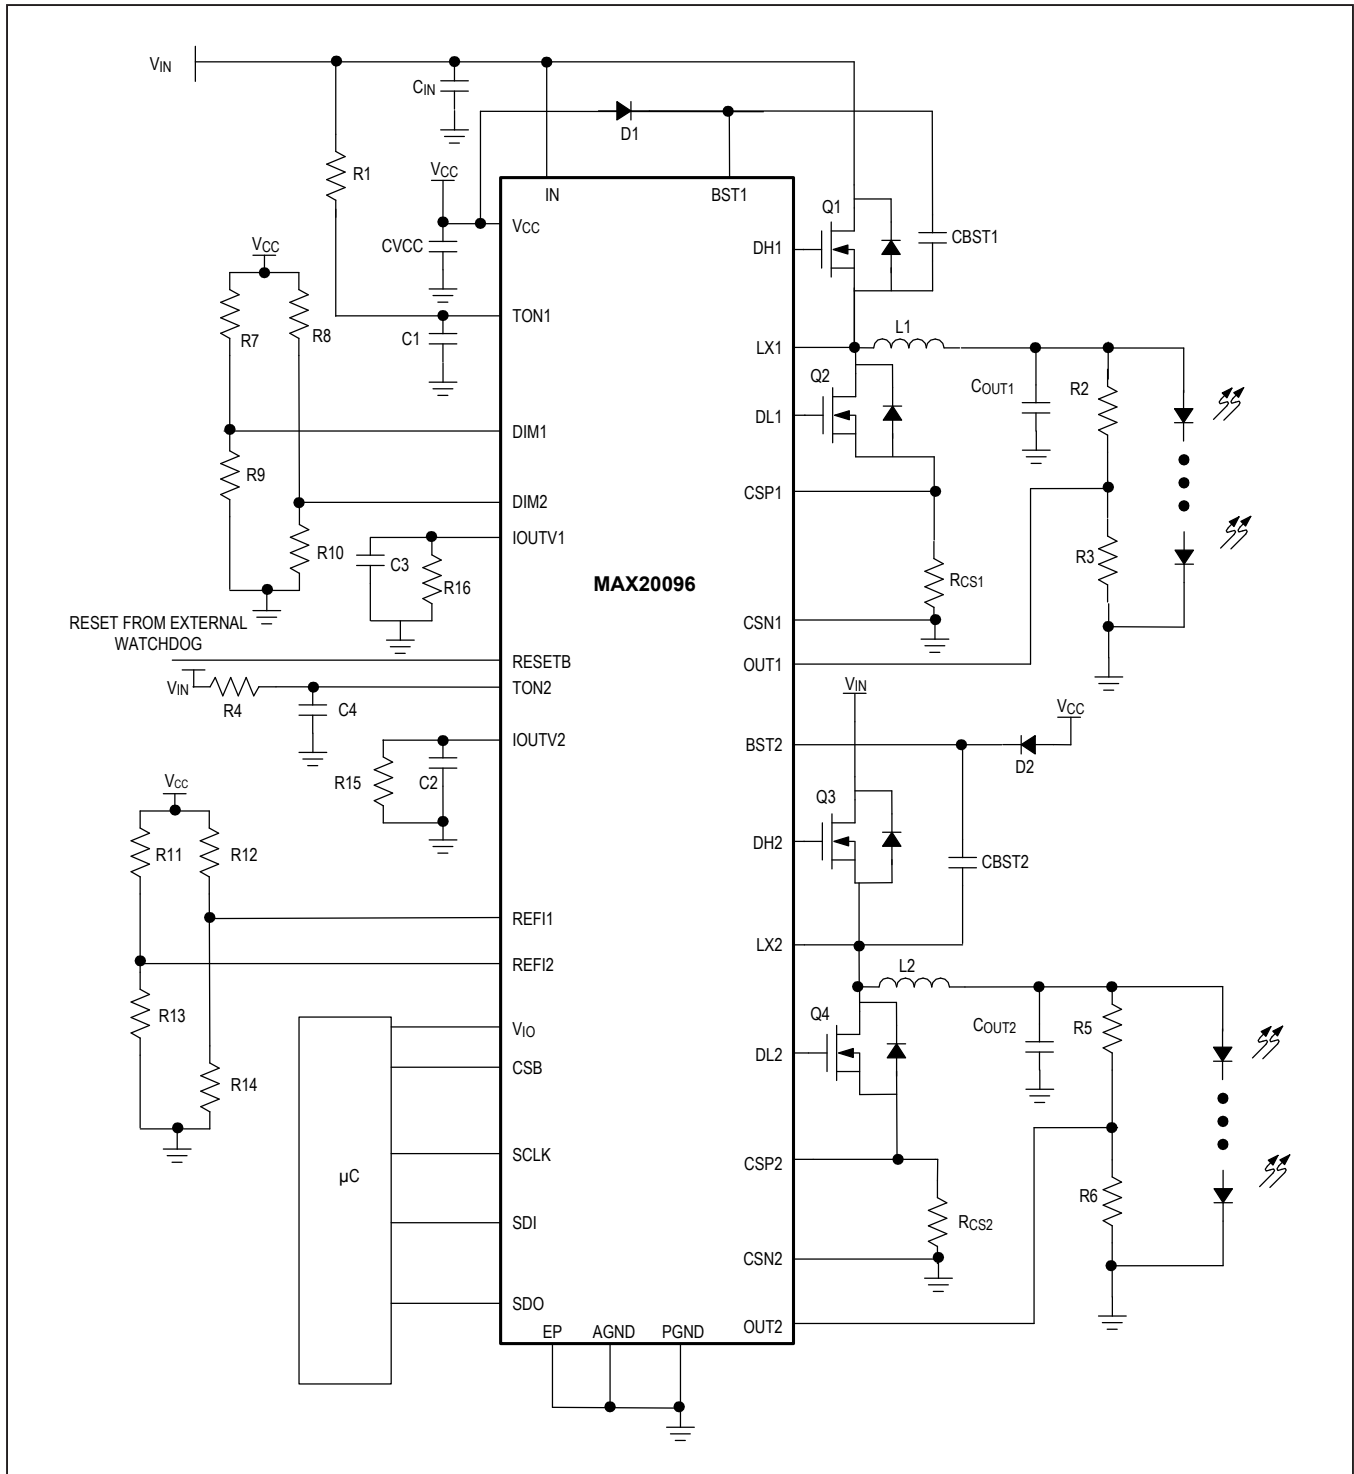 VIN
CIN
D1
R1
VCC
IN
BST1
Q1
VCC
CVCC
DH1
CBST1
VCC
TON1
R7
R8
C1
L1
LX1
Q2
COUT1
R2
DL1
DIM1
R9
CSP1
DIM2
IOUTV1
R10
C3
R16
MAX20096
R3
RCS1
CSN1
RESET FROM EXTERNAL
WATCHDOG
RESETB
OUT1
VIN
TON2
VIN
R4
C4
VCC
IOUTV2
BST2
D2
R15
C2
VCC
Q3
R11
R12
DH2
CBST2
REFI1
LX2
REFI2
L2
R13
Q4
VIO
COUT2
R5
DL2
CSB
R14
SCLK
CSP2
µC
R6
SDI
RCS2
CSN2
SDO
OUT2
EP
AGND
PGND